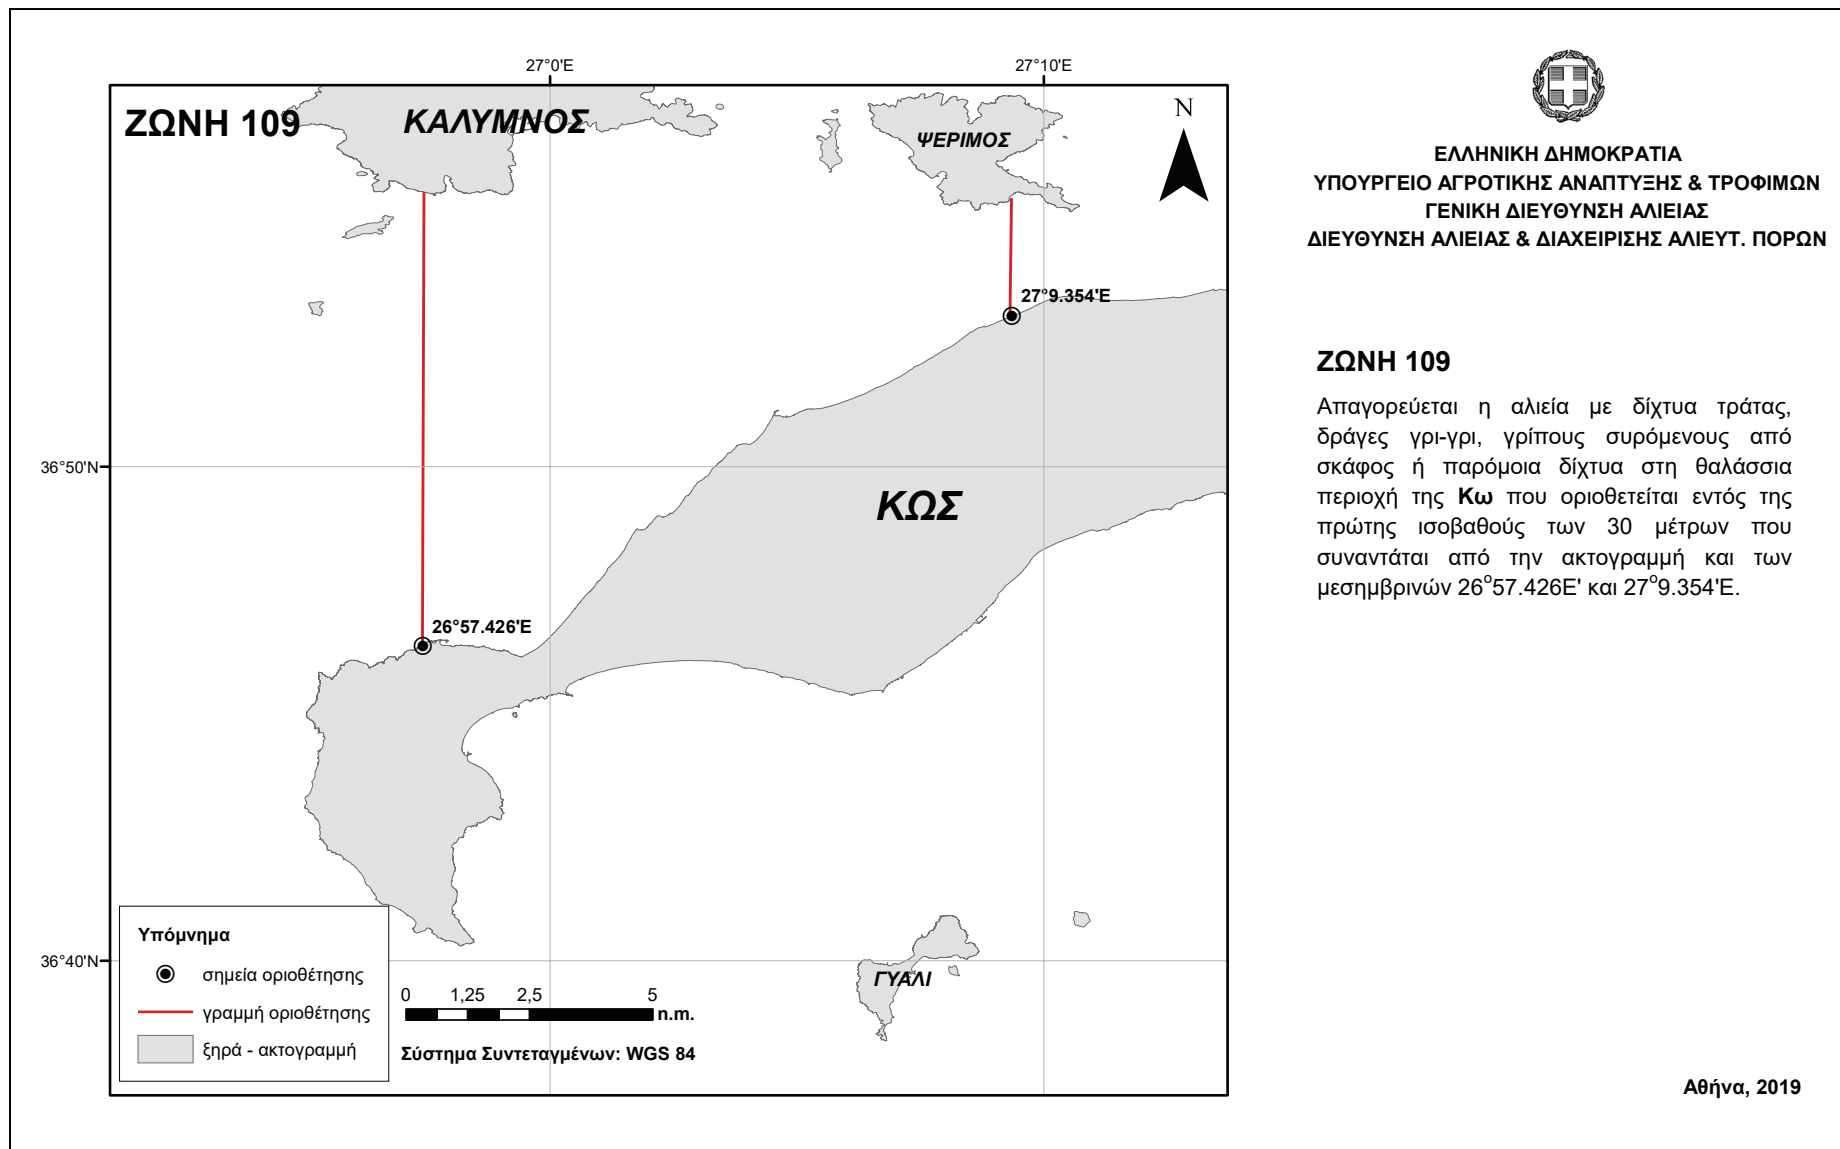 27°0'E
27°10'E
ΖΩΝΗ 109
ΚΑΛΥΜΝΟΣ
ΨΕΡΙΜΟΣ
N
27°9.354'E
36°50'N
ΚΩΣ
26°57.426'E
36°40'N
ΓΥΑΛΙ
Υπόμνημα
σημεία οριοθέτησης
γραμμή οριοθέτησης
ξηρά - ακτογραμμή
0 1,25 2,5 5
n.m.
Σύστημα Συντεταγμένων: WGS 84
ΕΛΛΗΝΙΚΗ ΔΗΜΟΚΡΑΤΙΑ
ΥΠΟΥΡΓΕΙΟ ΑΓΡΟΤΙΚΗΣ ΑΝΑΠΤΥΞΗΣ & ΤΡΟΦΙΜΩΝ
ΓΕΝΙΚΗ ΔΙΕΥΘΥΝΣΗ ΑΛΙΕΙΑΣ
ΔΙΕΥΘΥΝΣΗ ΑΛΙΕΙΑΣ & ΔΙΑΧΕΙΡΙΣΗΣ ΑΛΙΕΥΤ. ΠΟΡΩΝ
ΖΩΝΗ 109
Απαγορεύεται η αλιεία με δίχτυα τράτας,
δράγες γρι-γρι, γρίπους συρόμενους από
σκάφος ή παρόμοια δίχτυα στη θαλάσσια
περιοχή της Κω που οριοθετείται εντός της
πρώτης ισοβαθούς των 30 μέτρων που
συναντάται από την ακτογραμμή και των
μεσημβρινών 26°57.426E' και 27°9.354'E.
Αθήνα, 2019